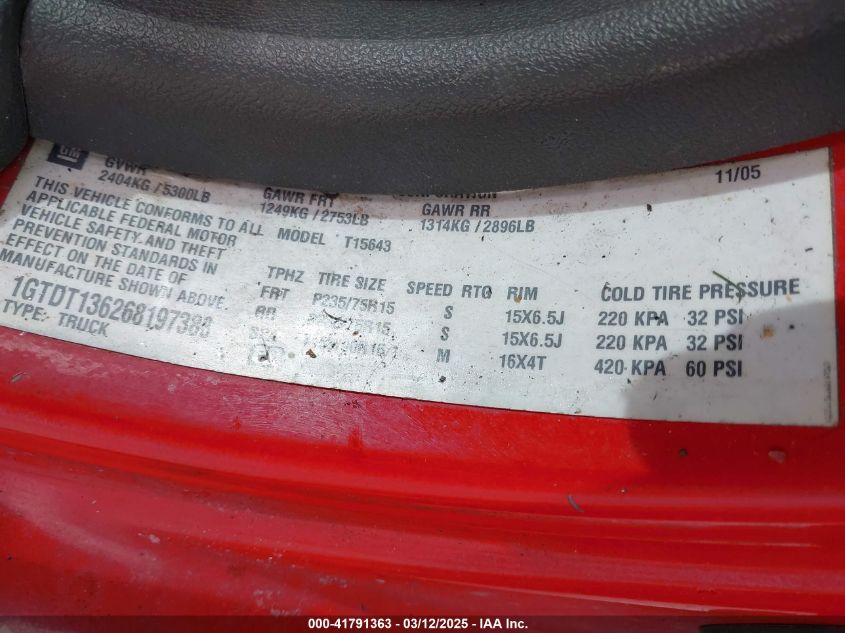 GM
GVWR
2404KG / 5300LB
GAWR FRT
1249KG / 2753LB
GAWR RR
1314KG / 2896LB
11/05
THIS VEHICLE CONFORMS TO ALL
APPLICABLE FEDERAL MOTOR
VEHICLE SAFETY, AND THEFT
PREVENTION STANDARDS IN
EFFECT ON THE DATE OF
MANUFACTURE SHOWN ABOVE.
1GTDT136268197388
TYPE: TRUCK
MODEL T15643
TPHZ TIRE SIZE SPEED RTG RIM COLD TIRE PRESSURE
FRT P235/75R15 S 15X6.5J 220 KPA 32 PSI
RR S 15X6.5J 220 KPA 32 PSI
M 16X4T 420 KPA 60 PSI
000-41791363 - 03/12/2025 - IAA Inc.